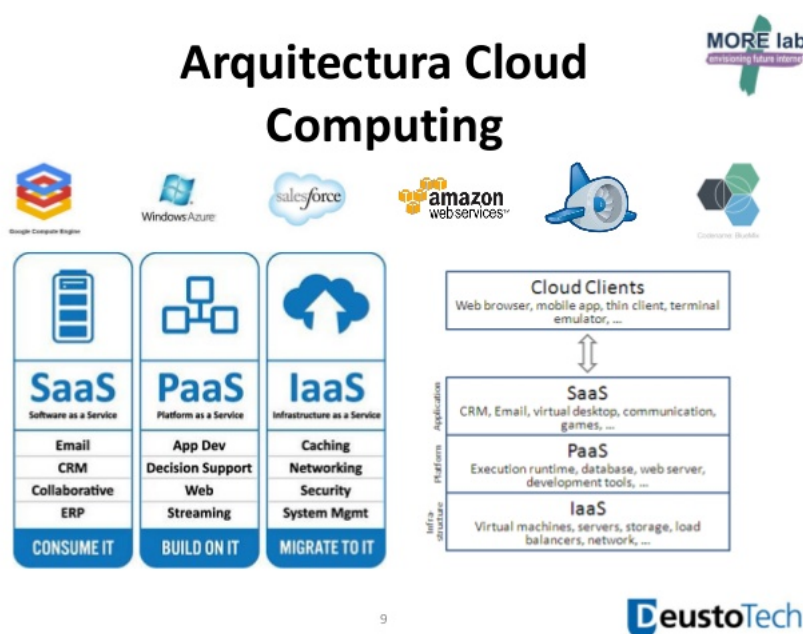 Arquitectura Cloud
Computing
MORE lab
envisioning future internet
Google Compute Engine
Windows Azure
salesforce
amazon
webservices™
Codename: BlueMix
SaaS
Software as a Service
Email
CRM
Collaborative
ERP
CONSUME IT
PaaS
Platform as a Service
App Dev
Decision Support
Web
Streaming
BUILD ON IT
IaaS
Infrastructure as a Service
Caching
Networking
Security
System Mgmt
MIGRATE TO IT
Cloud Clients
Web browser, mobile app, thin client, terminal
emulator, ...
Application
SaaS
CRM, Email, virtual desktop, communication,
games, ...
Platform
PaaS
Execution runtime, database, web server,
development tools, ...
Infra-
structure
IaaS
Virtual machines, servers, storage, load
balancers, network, ...
9
DeustoTech